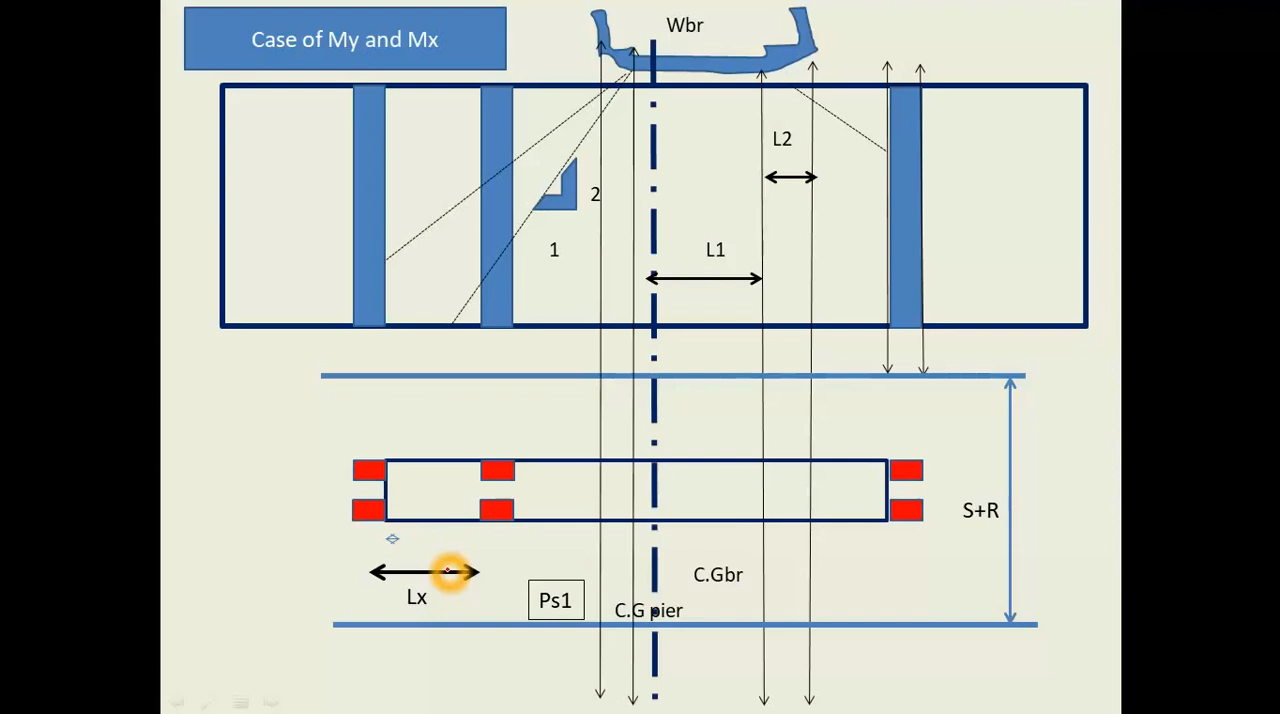 Case of My and Mx
Wbr
L2
2
1
L1
S+R
C.Gbr
Lx
Ps1
C.G pier